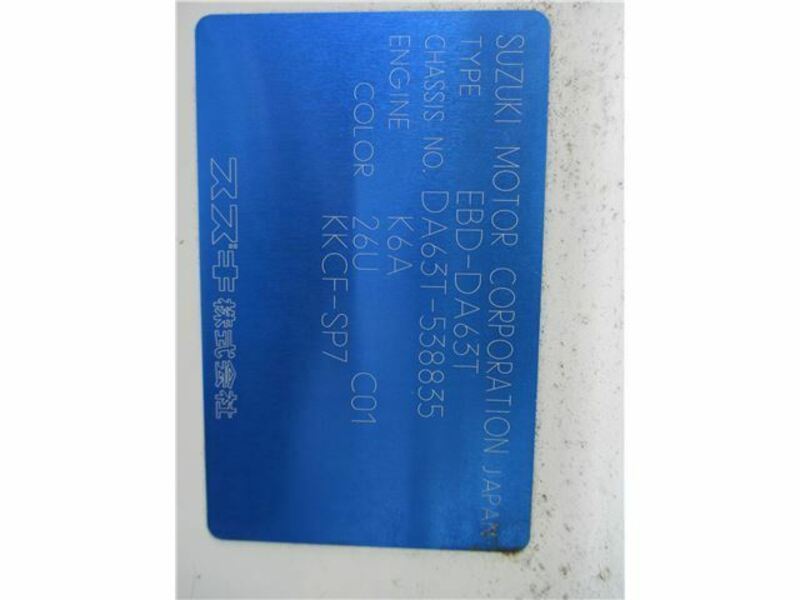 SUZUKI MOTOR CORPORATION JAPAN
TYPE EBD-DA63T
CHASSIS NO. DA63T-538835
ENGINE K6A
COLOR 26U C01
KKCF-SP7
スズキ株式会社